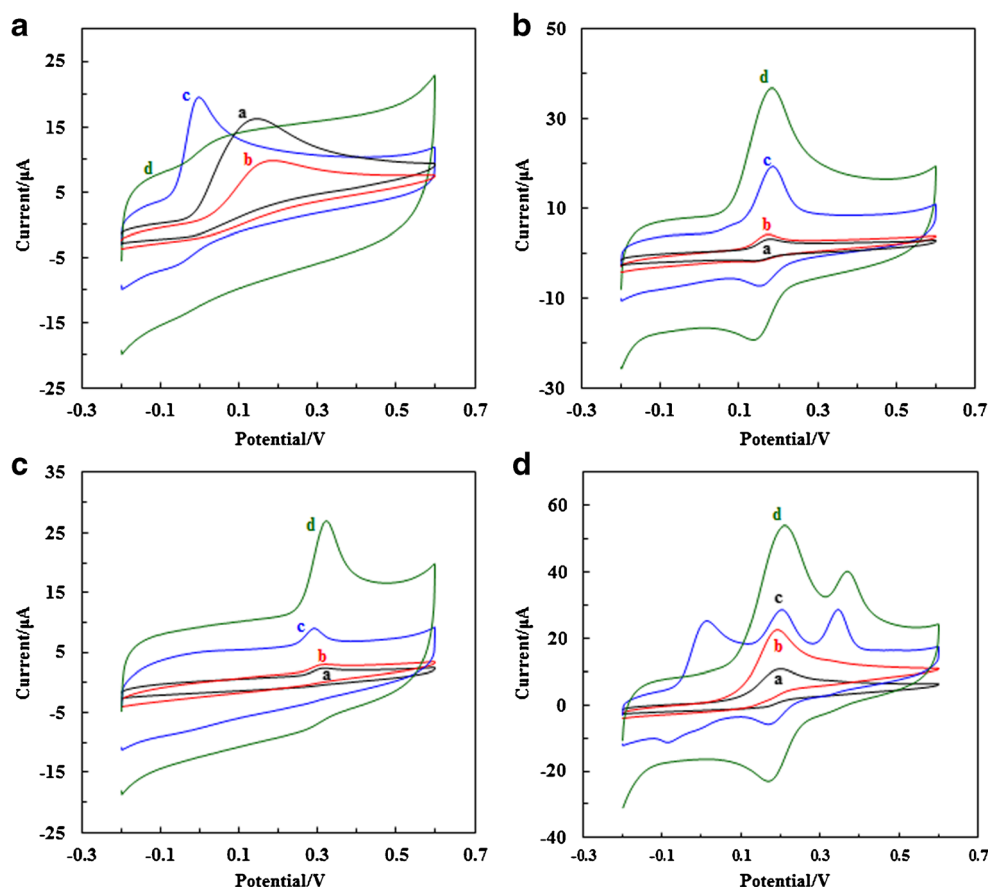 a
25
15
5
-5
-15
-25
Current/µA
-0.3 -0.1 0.1 0.3 0.5 0.7
Potential/V
c
a
b
d
b
50
30
10
-10
-30
Current/µA
-0.3 -0.1 0.1 0.3 0.5 0.7
Potential/V
d
c
b
a
c
35
25
15
5
-5
-15
-25
Current/µA
-0.3 -0.1 0.1 0.3 0.5 0.7
Potential/V
d
c
b
a
d
60
40
20
0
-20
-40
Current/µA
-0.3 -0.1 0.1 0.3 0.5 0.7
Potential/V
d
c
b
a